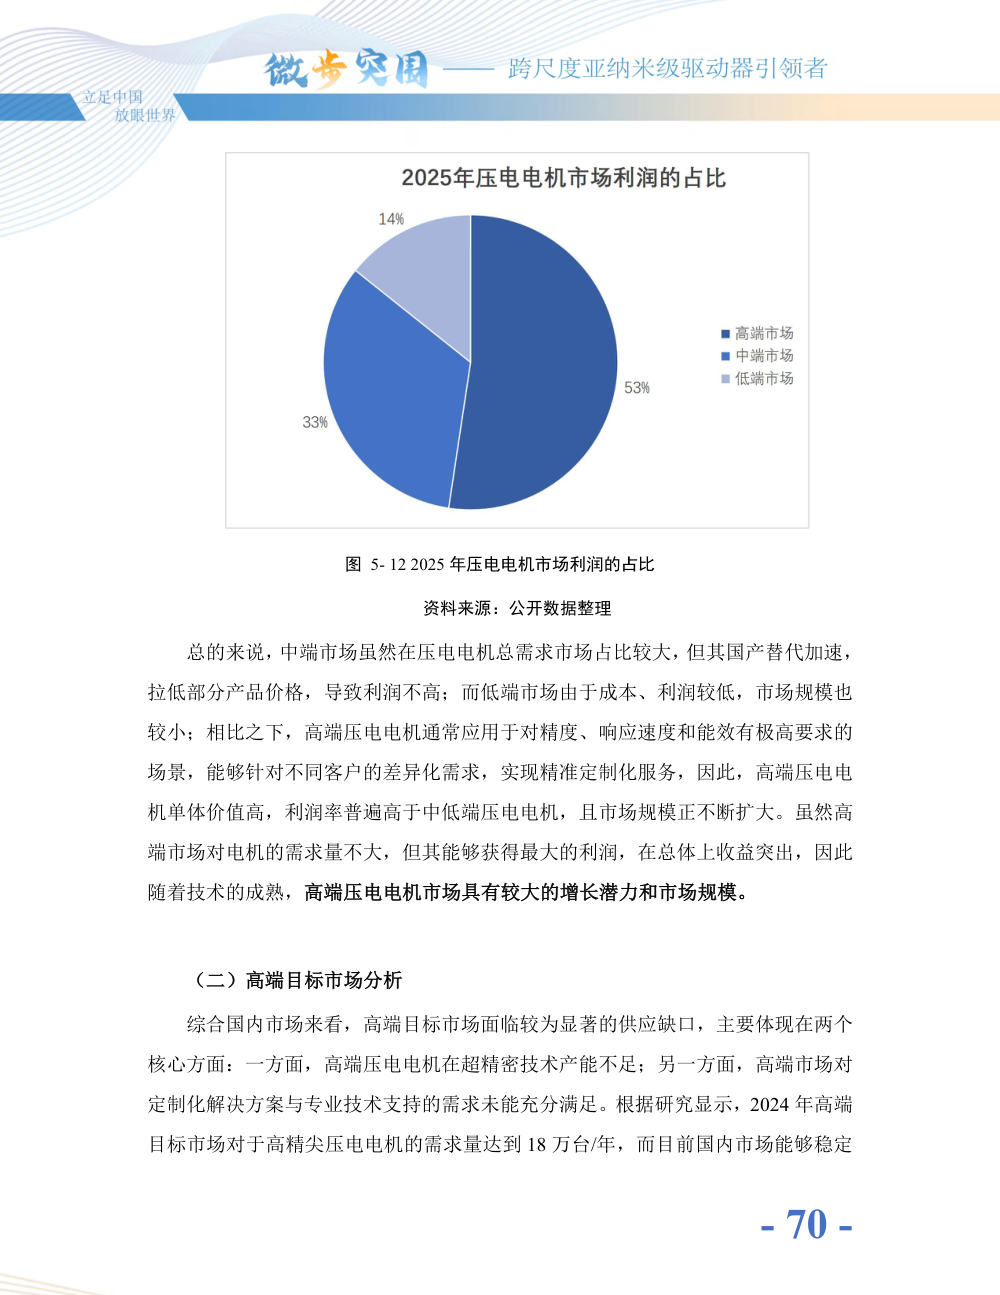 微步突围 —— 跨尺度亚纳米级驱动器引领者
立足中国
放眼世界
2025年压电电机市场利润的占比
14%
高端市场
中端市场
低端市场
53%
33%
图 5- 12 2025 年压电电机市场利润的占比
资料来源：公开数据整理
总的来说，中端市场虽然在压电电机总需求市场占比较大，但其国产替代加速，
拉低部分产品价格，导致利润不高；而低端市场由于成本、利润较低，市场规模也
较小；相比之下，高端压电电机通常应用于对精度、响应速度和能效有极高要求的
场景，能够针对不同客户的差异化需求，实现精准定制化服务，因此，高端压电电
机单体价值高，利润率普遍高于中低端压电电机，且市场规模正不断扩大。虽然高
端市场对电机的需求量不大，但其能够获得最大的利润，在总体上收益突出，因此
随着技术的成熟，高端压电电机市场具有较大的增长潜力和市场规模。
（二）高端目标市场分析
综合国内市场来看，高端目标市场面临较为显著的供应缺口，主要体现在两个
核心方面：一方面，高端压电电机在超精密技术产能不足；另一方面，高端市场对
定制化解决方案与专业技术支持的需求未能充分满足。根据研究显示，2024 年高端
目标市场对于高精尖压电电机的需求量达到 18 万台/年，而目前国内市场能够稳定
- 70 -